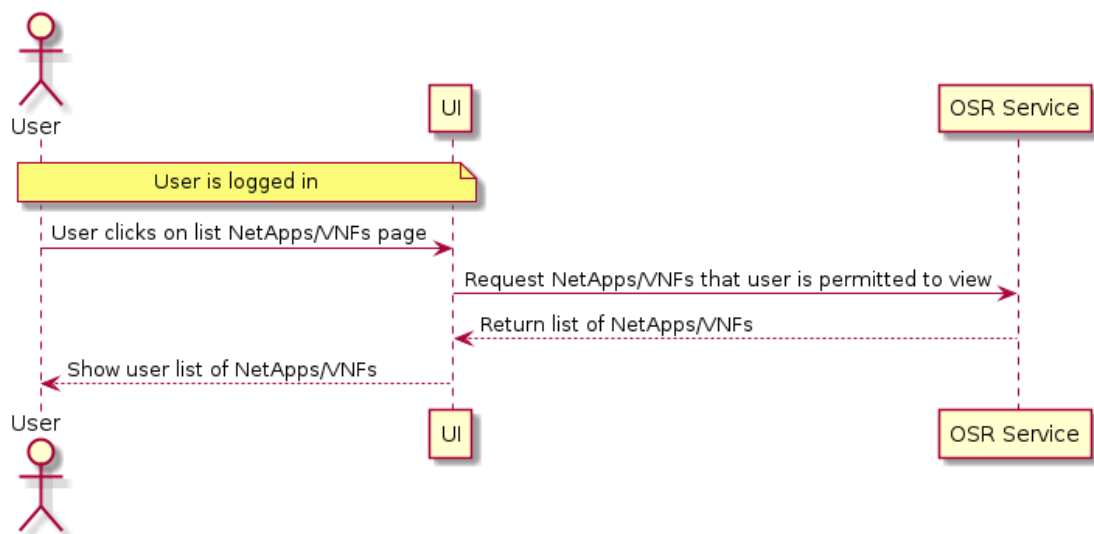 User
UI
OSR Service
User is logged in
User clicks on list NetApps/VNFs page
Request NetApps/VNFs that user is permitted to view
Return list of NetApps/VNFs
Show user list of NetApps/VNFs
User
UI
OSR Service